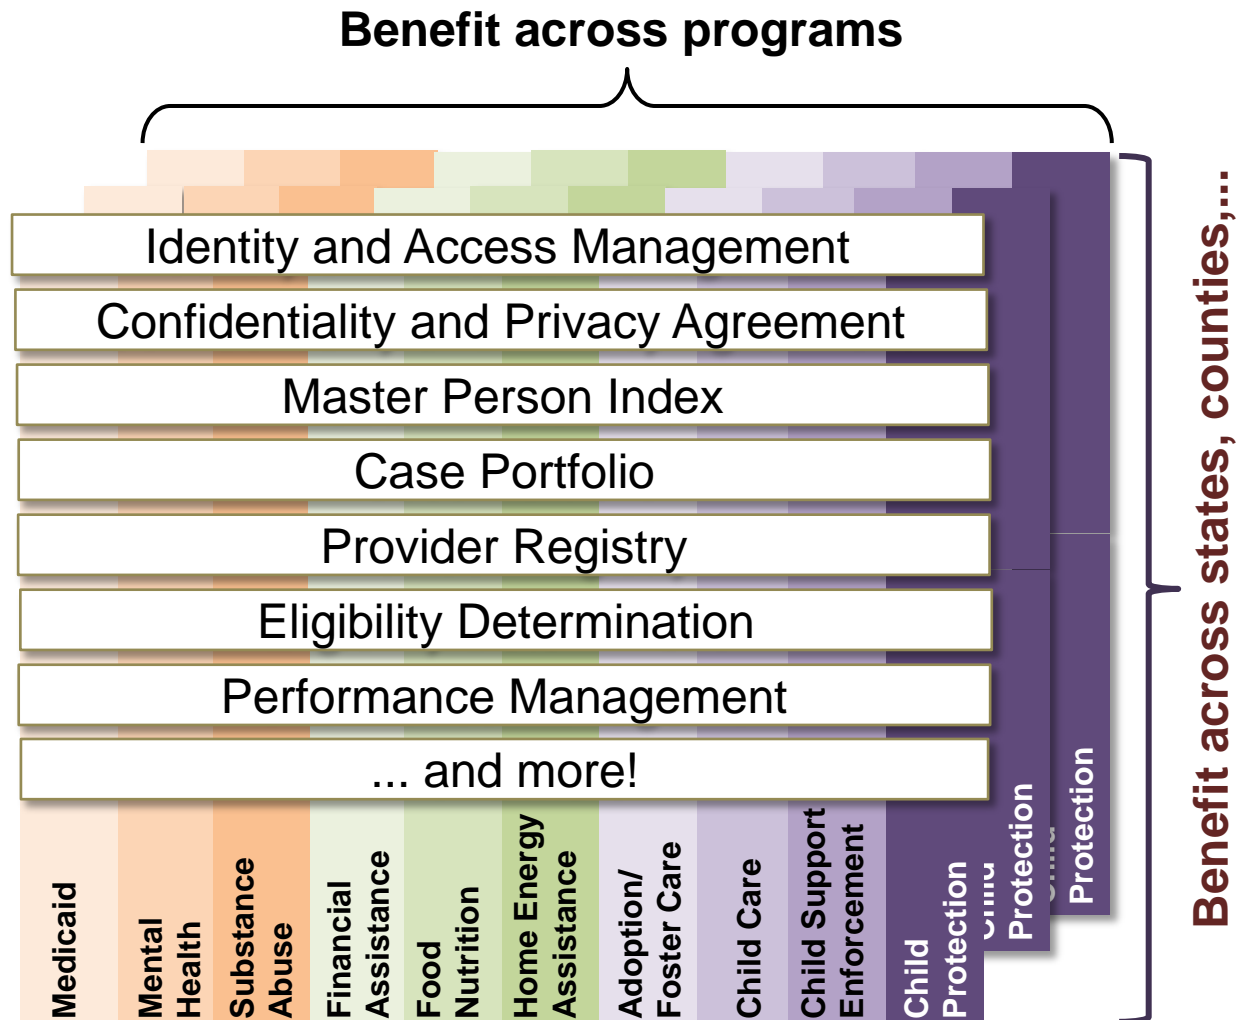 Benefit across programs
Identity and Access Management
Confidentiality and Privacy Agreement
Master Person Index
Case Portfolio
Provider Registry
Eligibility Determination
Performance Management
... and more!
Medicaid
Mental
Health
Substance
Abuse
Financial
Assistance
Food
Nutrition
Home Energy
Assistance
Adoption/
Foster Care
Child Care
Child Support
Enforcement
Child
Protection
Child
Protection
Child
Protection
Benefit across states, counties,...